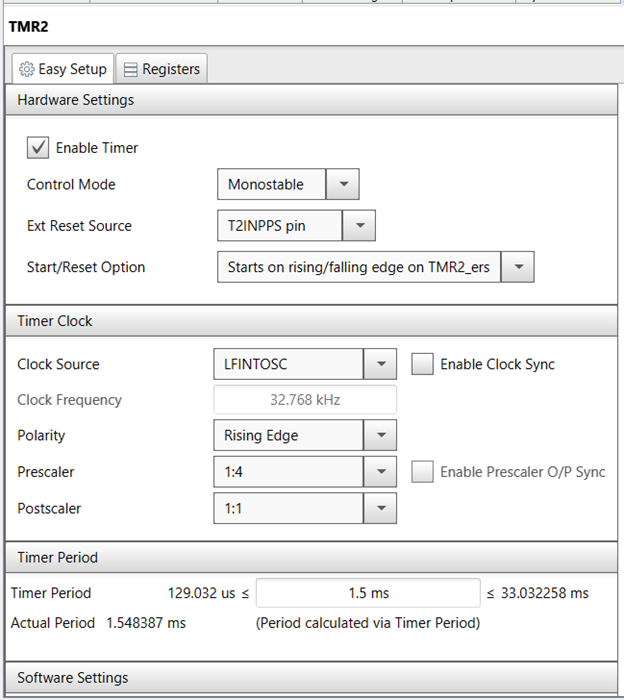 TMR2
Easy Setup Registers
Hardware Settings
Enable Timer
Control Mode Monostable
Ext Reset Source T2INPPS pin
Start/Reset Option Starts on rising/falling edge on TMR2_ers
Timer Clock
Clock Source LFINTOSC Enable Clock Sync
Clock Frequency 32.768 kHz
Polarity Rising Edge
Prescaler 1:4 Enable Prescaler O/P Sync
Postscaler 1:1
Timer Period
Timer Period 129.032 us ≤ 1.5 ms ≤ 33.032258 ms
Actual Period 1.548387 ms (Period calculated via Timer Period)
Software Settings